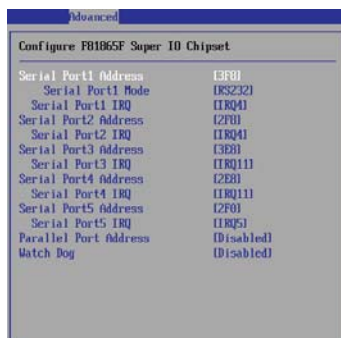 Advanced
Configure F81865F Super IO Chipset
Serial Port1 Address [3F8]
Serial Port1 Mode [RS232]
Serial Port1 IRQ [IRQ4]
Serial Port2 Address [2F8]
Serial Port2 IRQ [IRQ4]
Serial Port3 Address [3E8]
Serial Port3 IRQ [IRQ11]
Serial Port4 Address [2E8]
Serial Port4 IRQ [IRQ11]
Serial Port5 Address [2F0]
Serial Port5 IRQ [IRQ5]
Parallel Port Address [Disabled]
Watch Dog [Disabled]